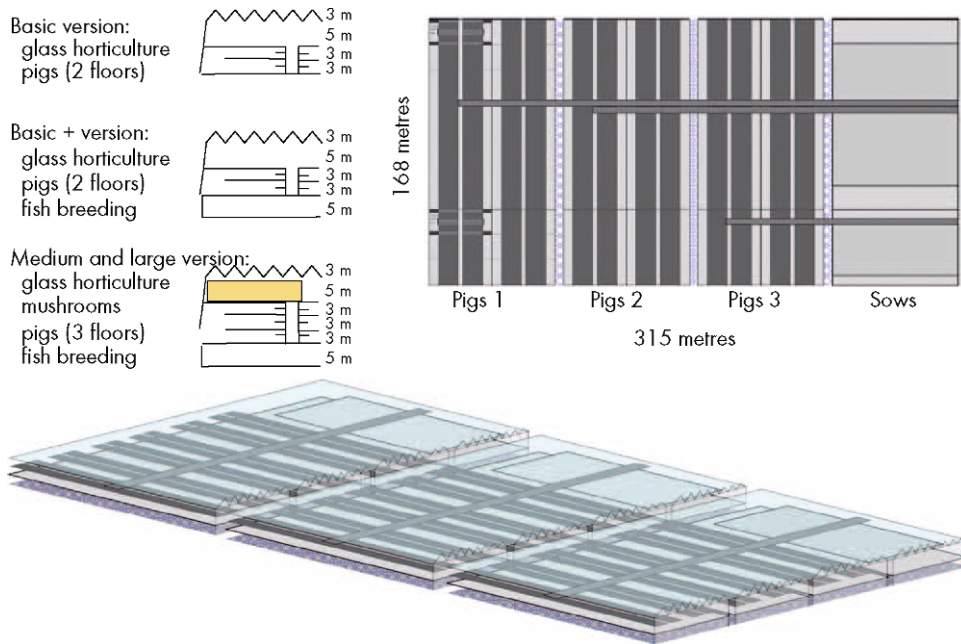 Basic version:
glass horticulture
pigs (2 floors)
3 m
5 m
3 m
3 m
Basic + version:
glass horticulture
pigs (2 floors)
fish breeding
3 m
5 m
3 m
3 m
5 m
Medium and large version:
glass horticulture
mushrooms
pigs (3 floors)
fish breeding
3 m
5 m
3 m
3 m
3 m
5 m
168 metres
Pigs 1
Pigs 2
Pigs 3
Sows
315 metres